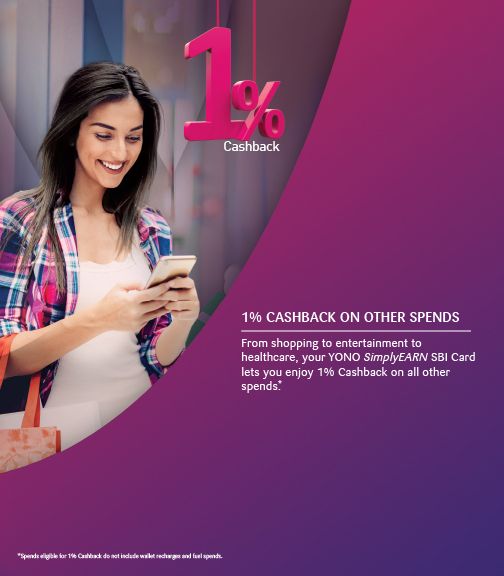 1%
Cashback
1% CASHBACK ON OTHER SPENDS
From shopping to entertainment to
healthcare, your YONO SimplyEARN SBI Card
lets you enjoy 1% Cashback on all other
spends.*
*Spends eligible for 1% Cashback do not include wallet recharges and fuel spends.